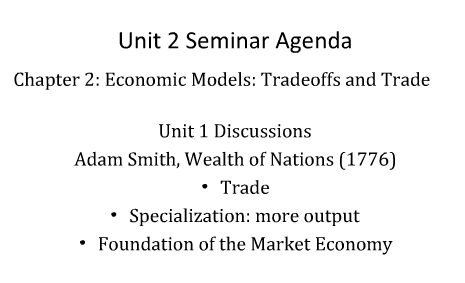 Unit 2 Seminar Agenda
Chapter 2: Economic Models: Tradeoffs and Trade
Unit 1 Discussions
Adam Smith, Wealth of Nations (1776)
• Trade
• Specialization: more output
• Foundation of the Market Economy